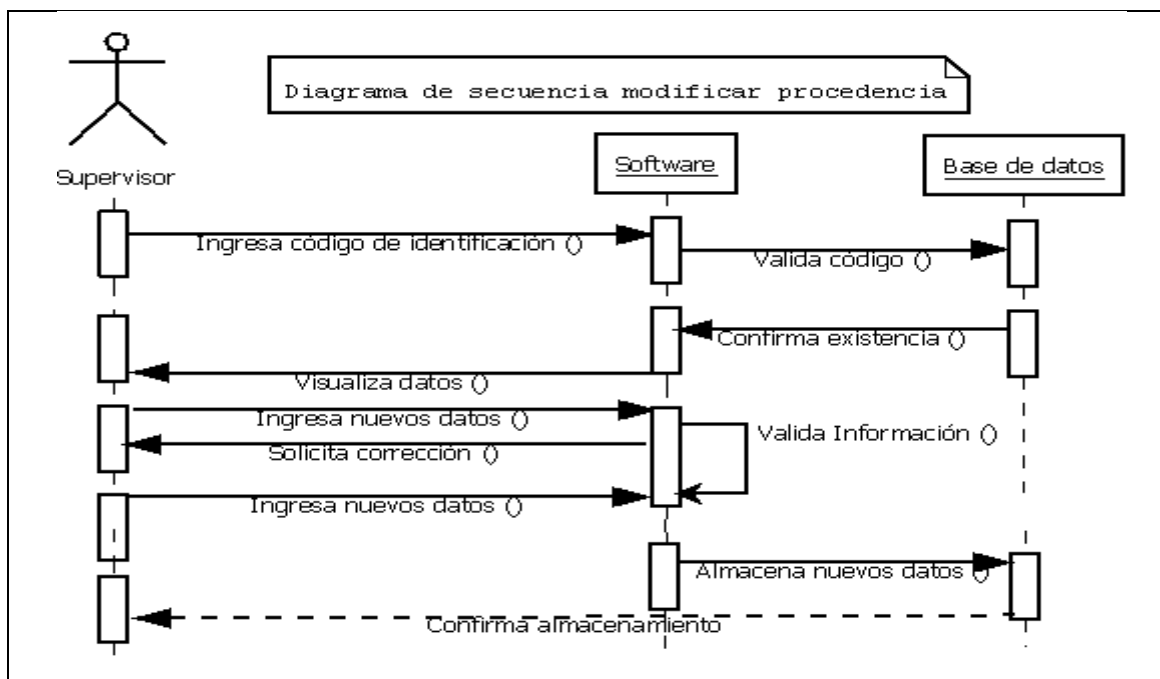 Diagrama de secuencia modificar procedencia
Supervisor
Software
Base de datos
Ingresa código de identificación ()
Valida código ()
Confirma existencia ()
Visualiza datos ()
Ingresa nuevos datos ()
Valida Información ()
Solicita corrección ()
Ingresa nuevos datos ()
Almacena nuevos datos ()
Confirma almacenamiento